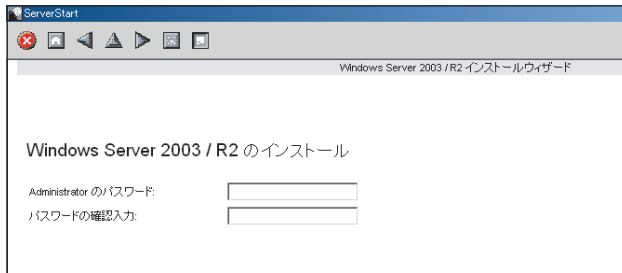 ServerStart
Windows Server 2003 / R2 インストールウィザード
Windows Server 2003 / R2 のインストール
Administrator のパスワード:
パスワードの確認入力: